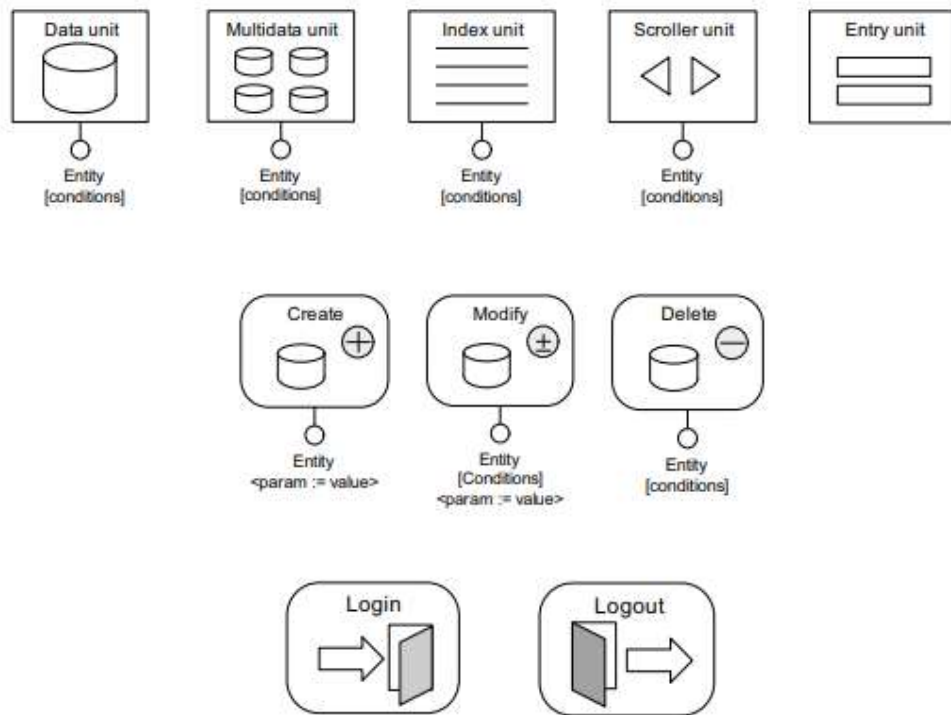 Data unit
Multidata unit
Index unit
Scroller unit
Entry unit
Entity
[conditions]
Entity
[conditions]
Entity
[conditions]
Entity
[conditions]
Create
Modify
Delete
Entity
<param := value>
Entity
[Conditions]
<param := value>
Entity
[conditions]
Login
Logout